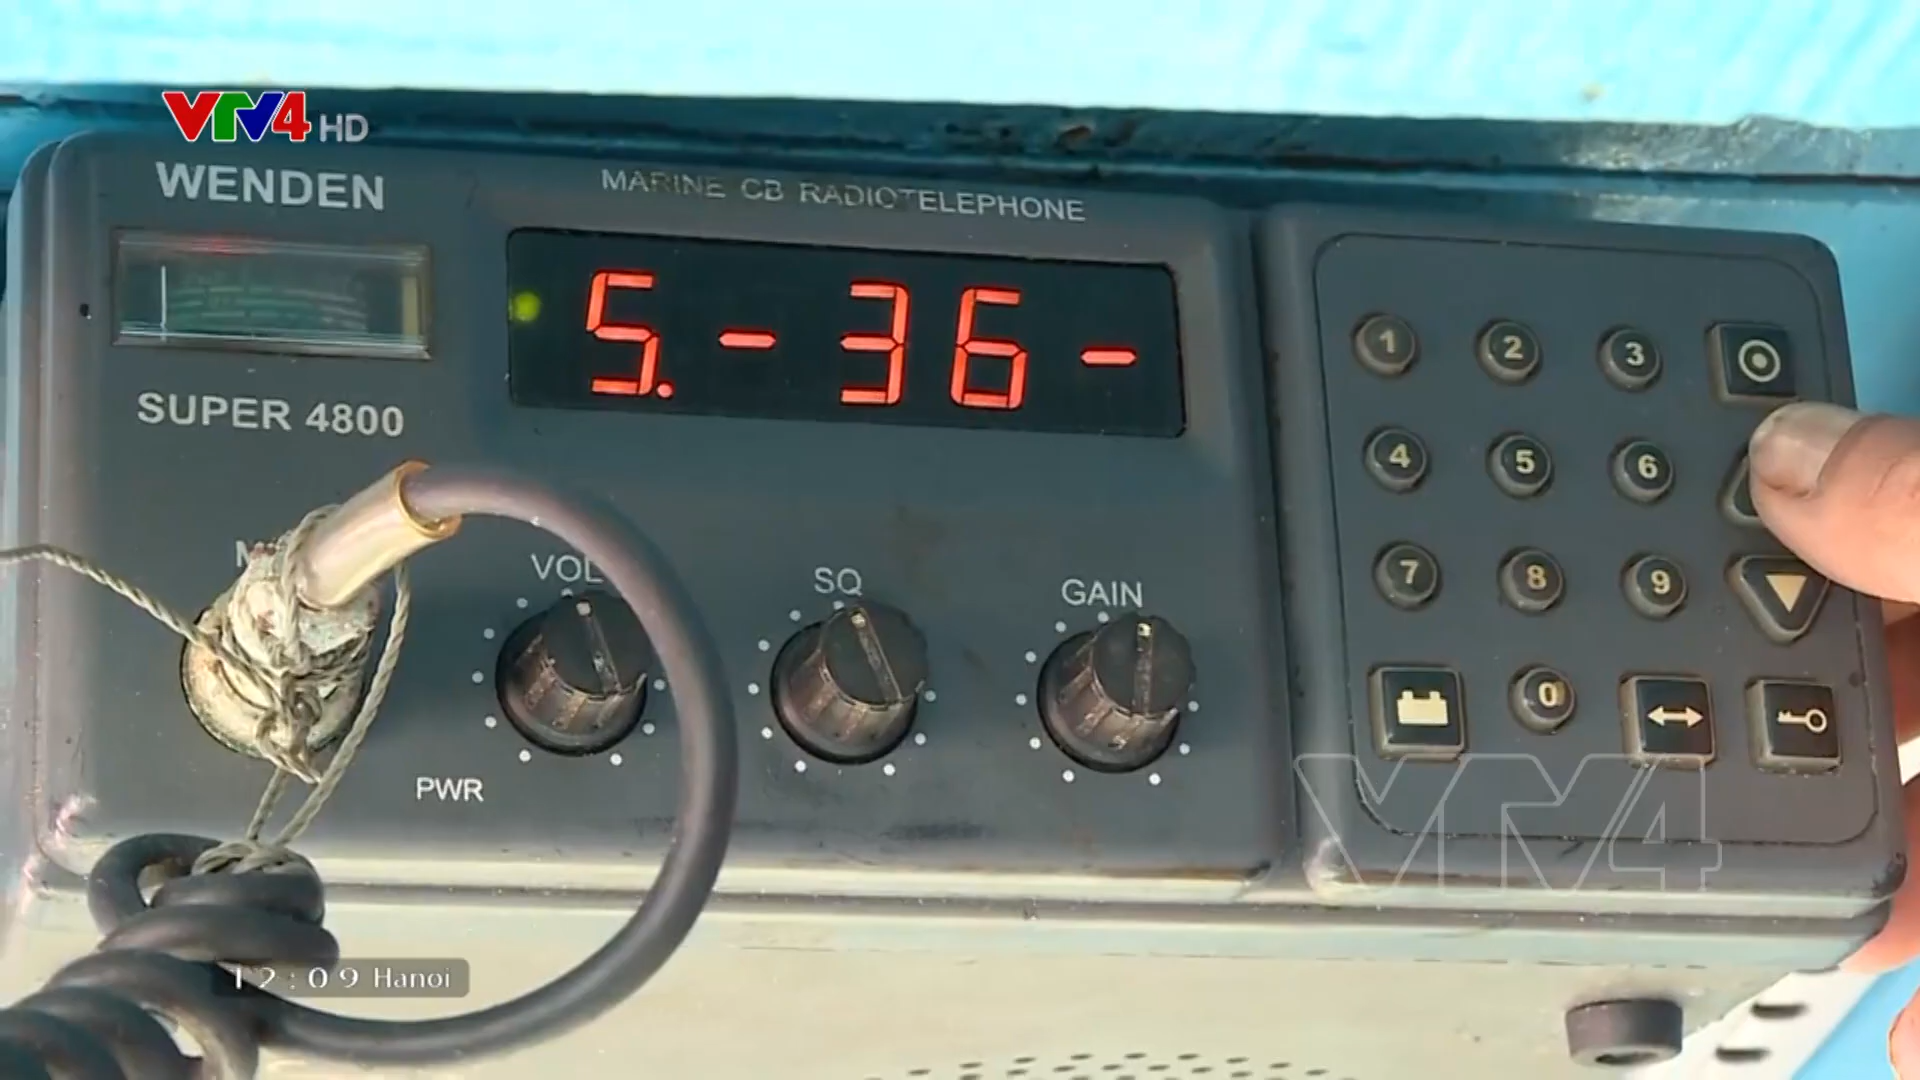 VTV4 HD
WENDEN
MARINE CB RADIOTELEPHONE
5. - 36 -
SUPER 4800
1 2 3
4 5 6
7 8 9
0
VOL
SQ
GAIN
PWR
VTV4
12:09 Hanoi